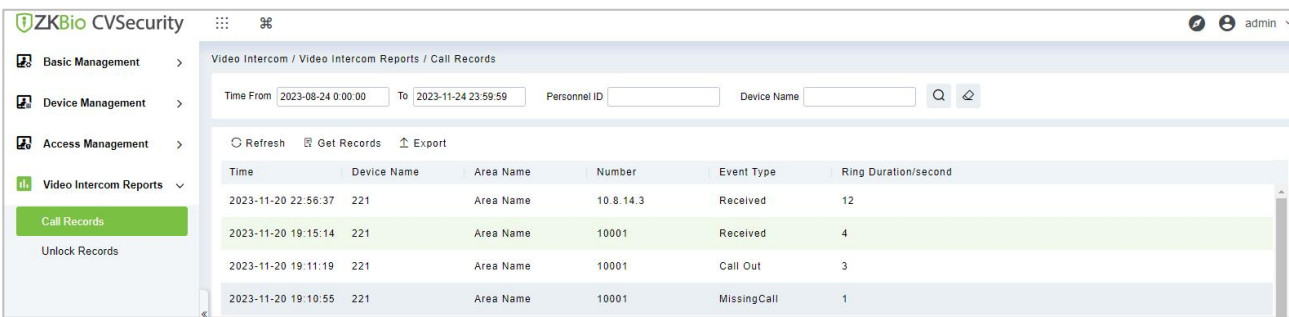 ZKBio CVSecurity
admin
Basic Management
Device Management
Access Management
Video Intercom Reports
Call Records
Unlock Records
Video Intercom / Video Intercom Reports / Call Records
Time From 2023-08-24 0:00:00 To 2023-11-24 23:59:59 Personnel ID Device Name
Refresh Get Records Export
Time Device Name Area Name Number Event Type Ring Duration/second
2023-11-20 22:56:37 221 Area Name 10.8.14.3 Received 12
2023-11-20 19:15:14 221 Area Name 10001 Received 4
2023-11-20 19:11:19 221 Area Name 10001 Call Out 3
2023-11-20 19:10:55 221 Area Name 10001 MissingCall 1